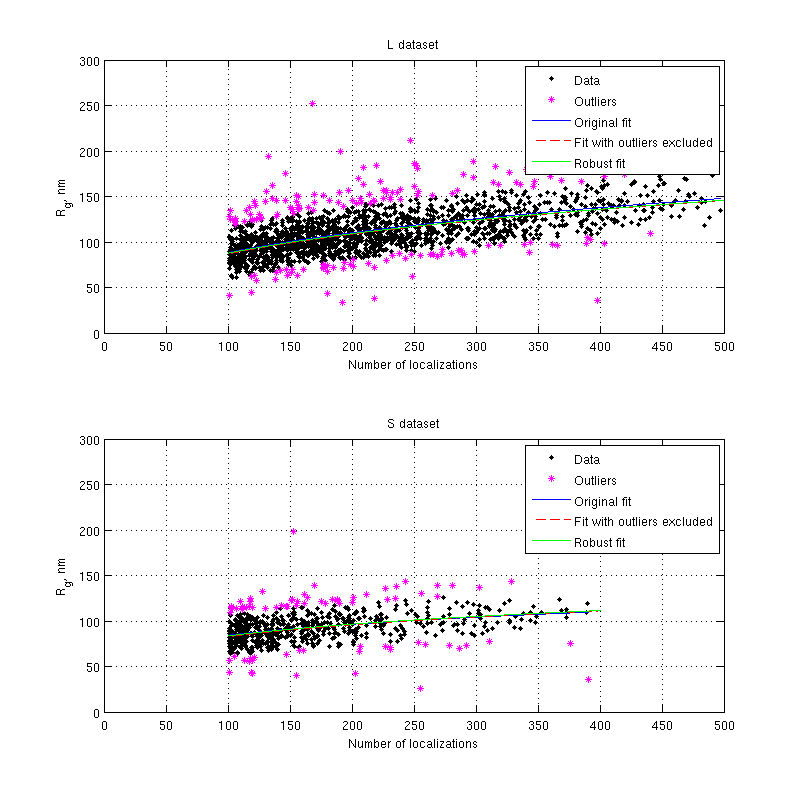 L dataset
300
250
200
150
100
50
0
Rg, nm
Data
Outliers
Original fit
Fit with outliers excluded
Robust fit
0 50 100 150 200 250 300 350 400 450 500
Number of localizations
S dataset
300
250
200
150
100
50
0
Rg, nm
Data
Outliers
Original fit
Fit with outliers excluded
Robust fit
0 50 100 150 200 250 300 350 400 450 500
Number of localizations